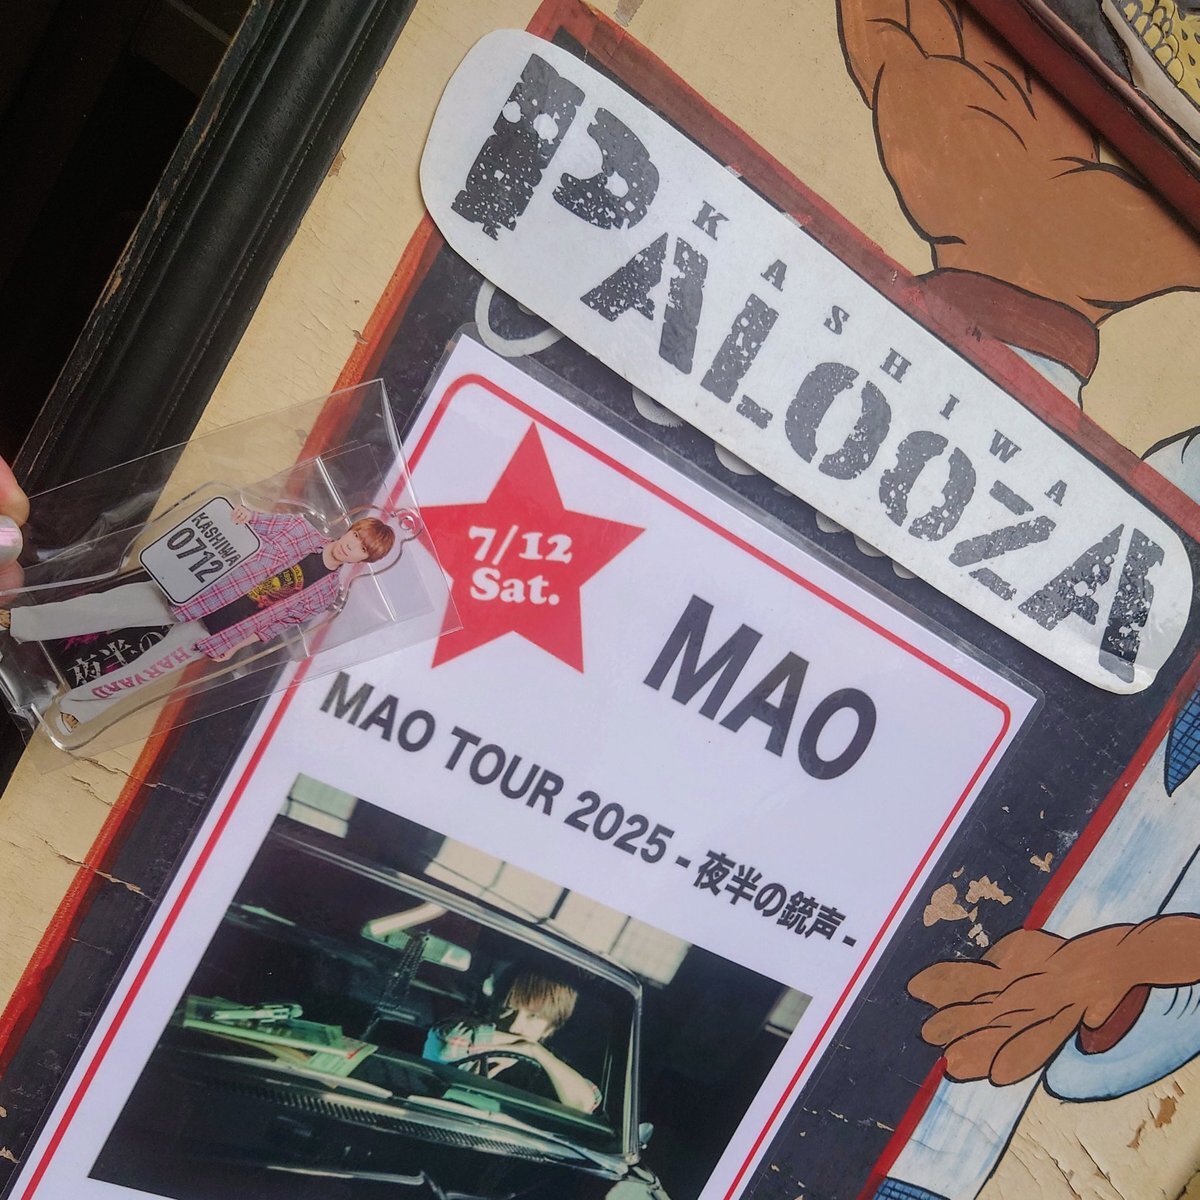 KASHIWA
PALOOZA
7/12
Sat.
MAO
MAO TOUR 2025 - 夜半の銃声 -
KASHIWA
0712
夜半の
HARVARD